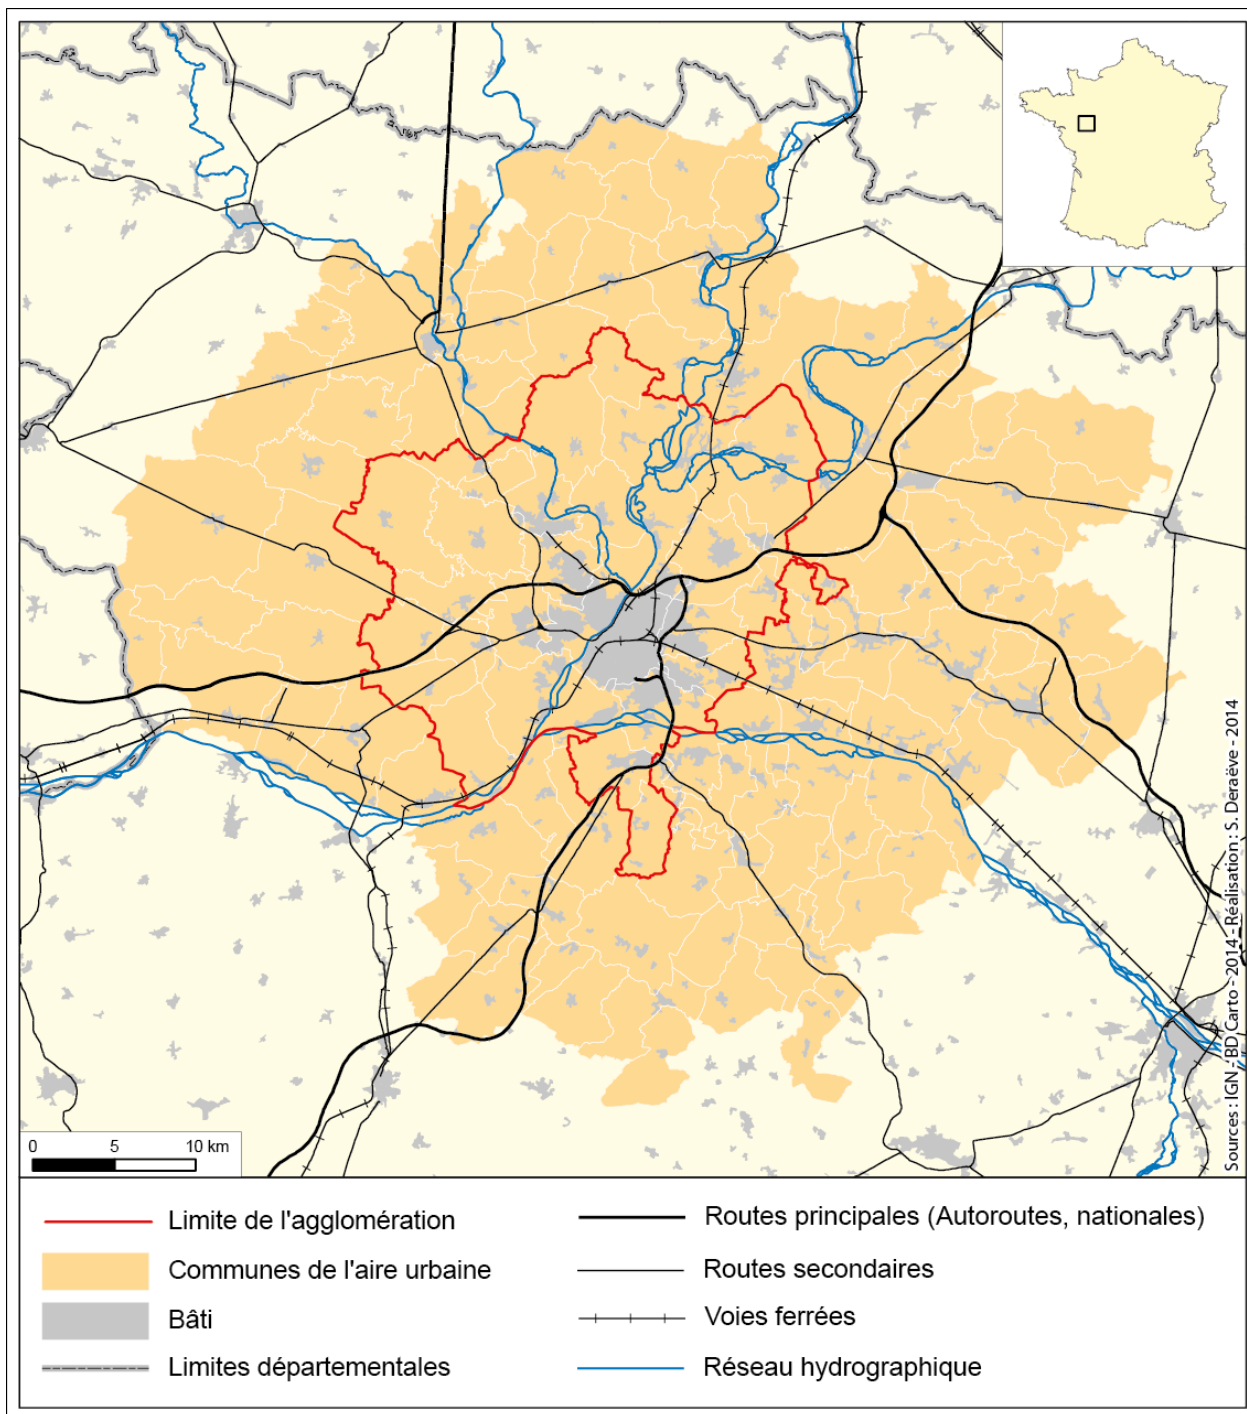 Sources : IGN - BD Carto - 2014 - Réalisation : S. Deraëve - 2014
0 5 10 km
Limite de l'agglomération
Communes de l'aire urbaine
Bâti
Limites départementales
Routes principales (Autoroutes, nationales)
Routes secondaires
Voies ferrées
Réseau hydrographique